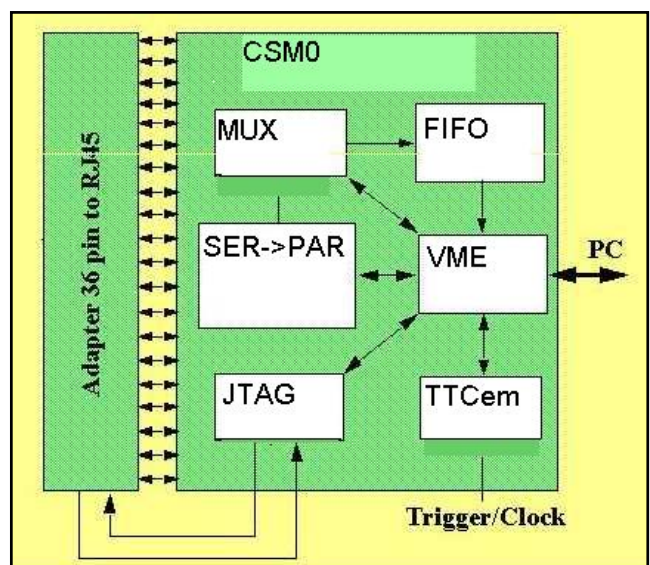 CSM0
MUX
FIFO
SER->PAR
VME
PC
JTAG
TTCem
Trigger/Clock
Adapter 36 pin to RJ45